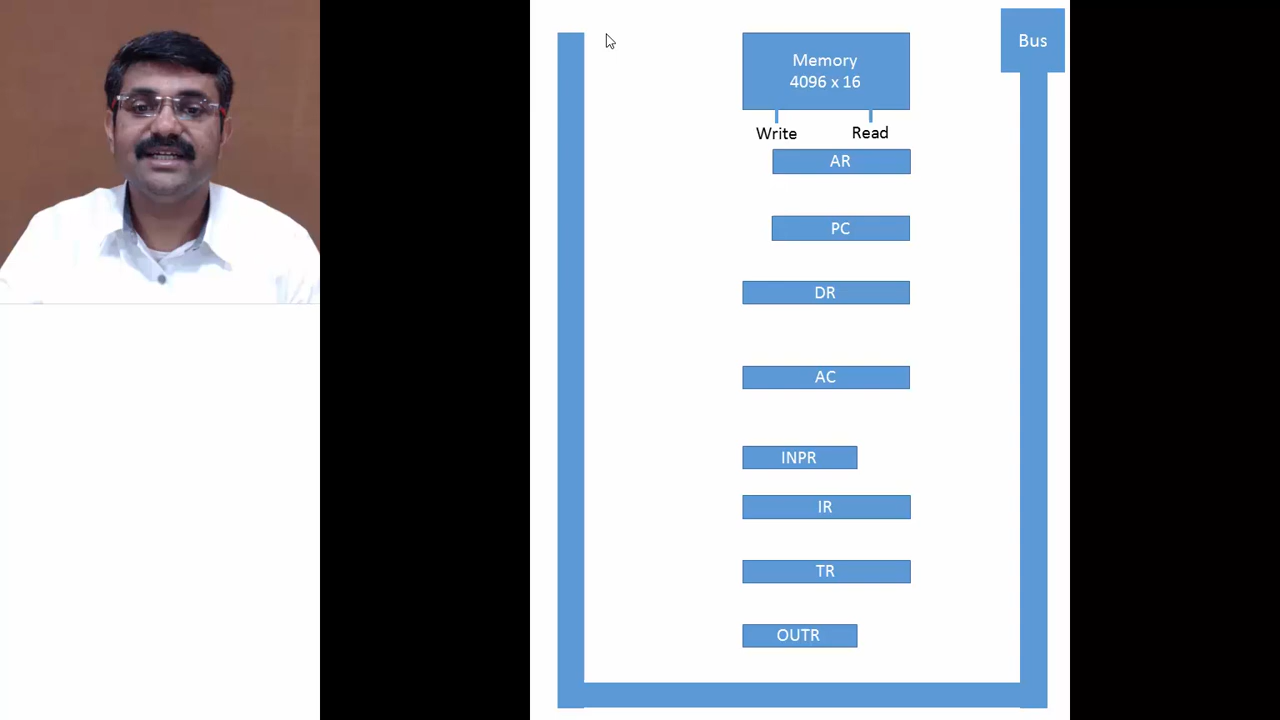 Bus
Memory
4096 x 16
Write Read
AR
PC
DR
AC
INPR
IR
TR
OUTR